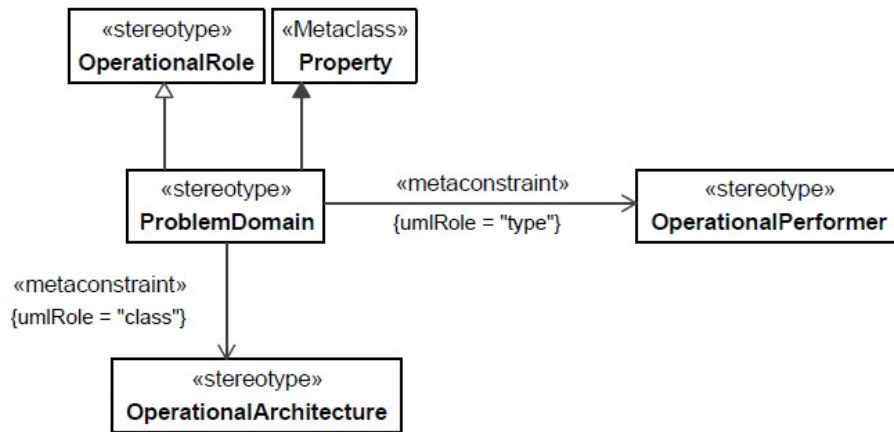 «stereotype»
OperationalRole
«Metaclass»
Property
«stereotype»
ProblemDomain
«metaconstraint»
{umlRole = "type"}
«stereotype»
OperationalPerformer
«metaconstraint»
{umlRole = "class"}
«stereotype»
OperationalArchitecture